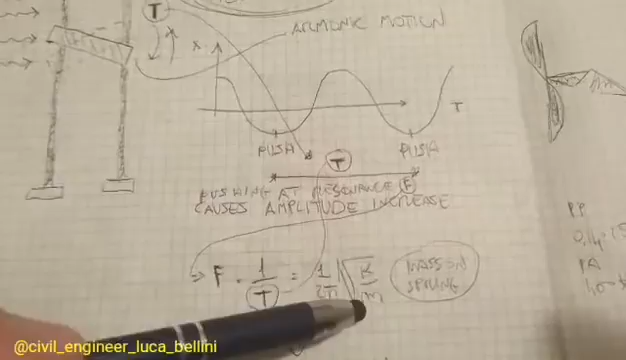 T
ARMONIC MOTION
X
T
PUSH PUSH
T
PUSHING AT RESONANCE F
CAUSES AMPLITUDE INCREASE
F = 1/T = 1/2π √K/m
MASS ON
SPRING
P.P
P.A
@civil_engineer_luca_bellini